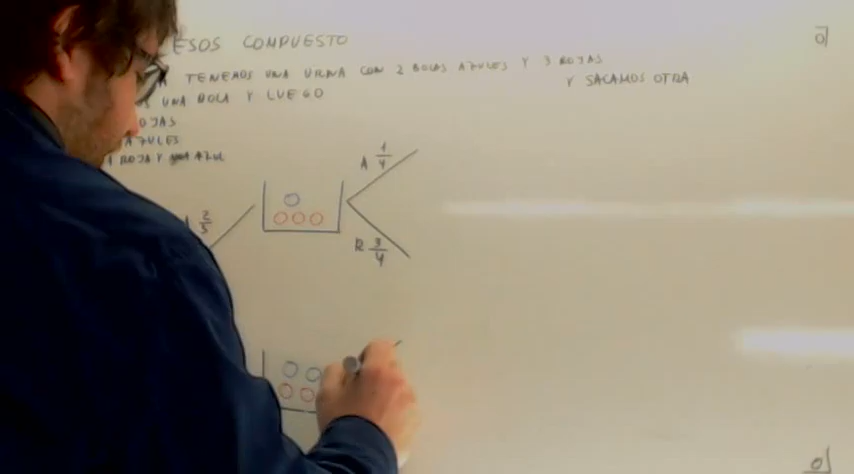 ESOS COMPUESTO
TENEMOS UNA URNA CON 2 BOLAS AZULES Y 3 ROJAS
UNA BOLA Y LUEGO Y SACAMOS OTRA
OJAS
AZULES
1 ROJA Y UNA AZUL
A 1/4
2/5
R 3/4